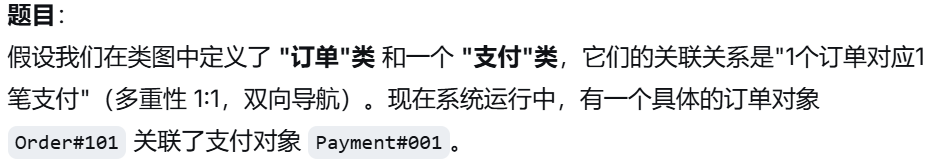 题目：
假设我们在类图中定义了 "订单"类 和一个 "支付"类，它们的关联关系是"1个订单对应1
笔支付"（多重性 1:1，双向导航）。现在系统运行中，有一个具体的订单对象
Order#101 关联了支付对象 Payment#001。